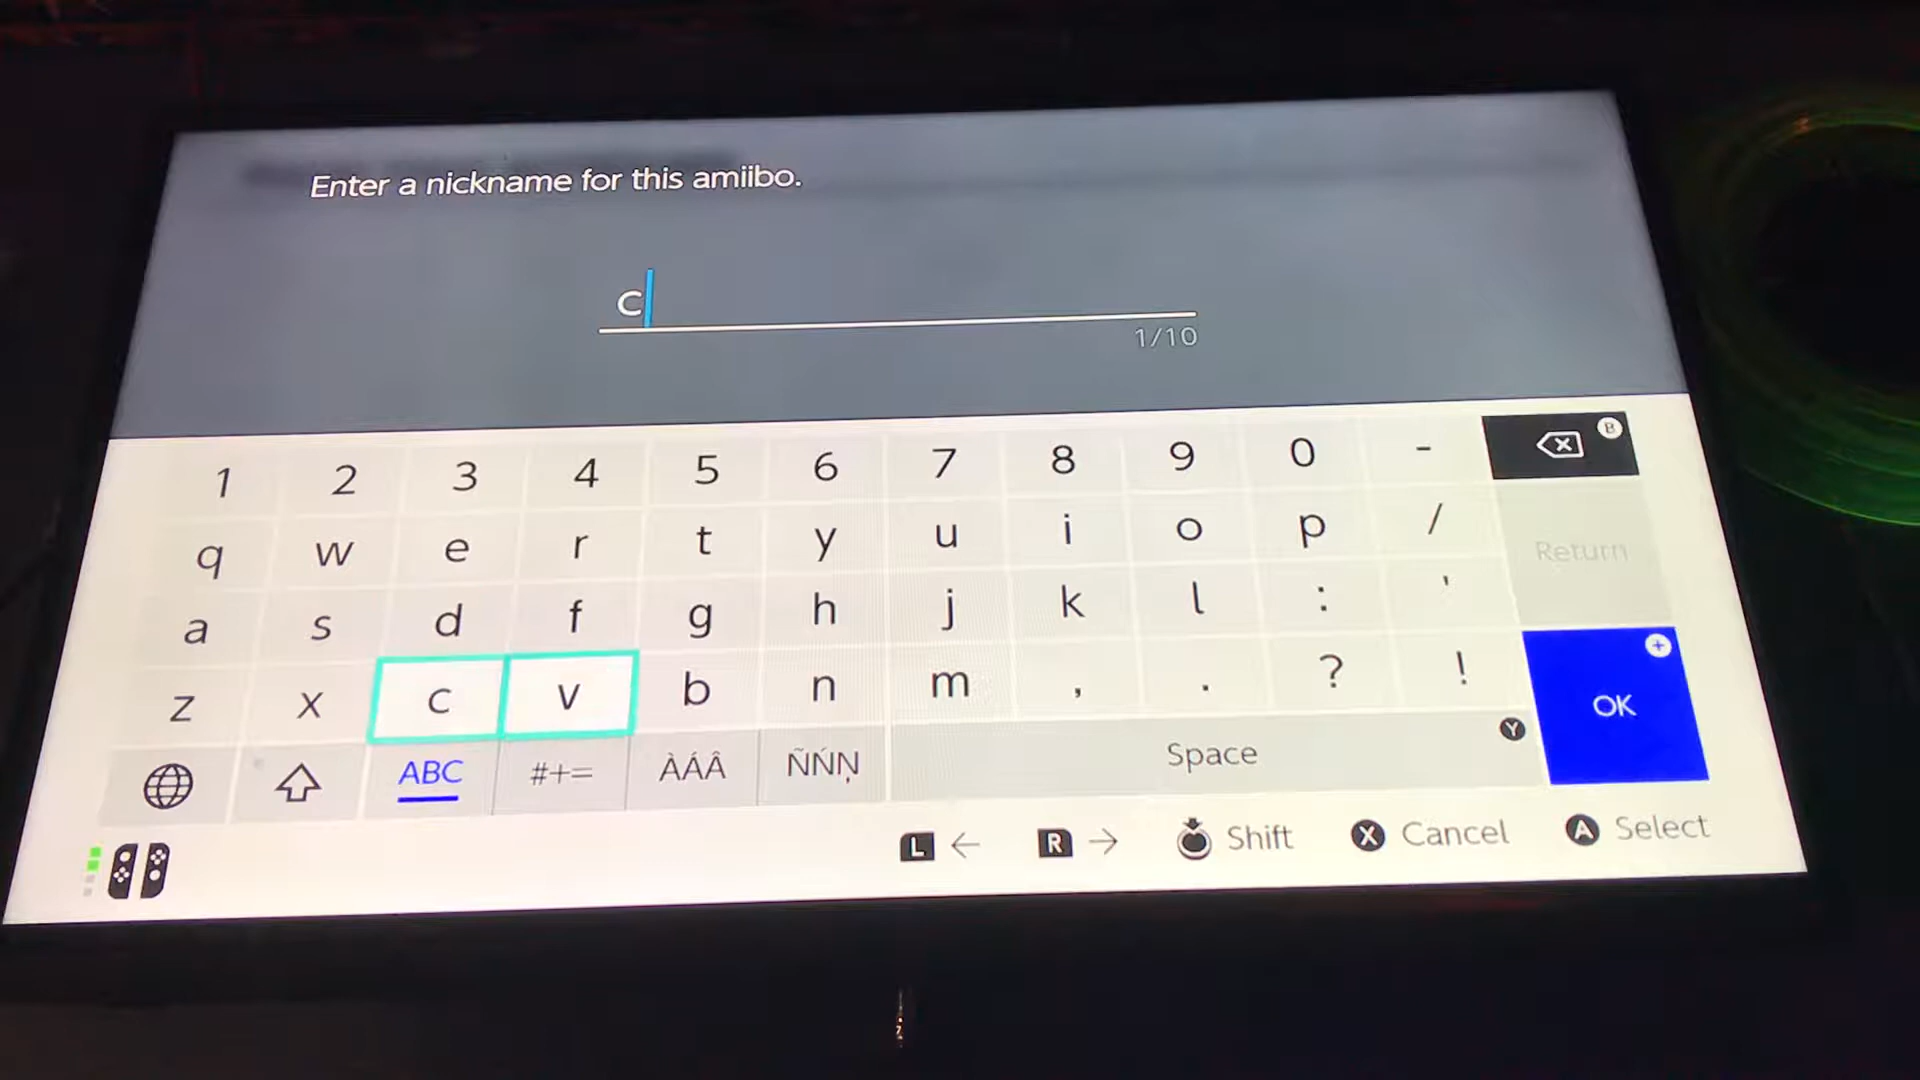 Enter a nickname for this amiibo.
c
1/10
1 2 3 4 5 6 7 8 9 0 - B
q w e r t y u i o p / Return
a s d f g h j k l : '
z x c v b n m , . ? ! + OK
ABC #+= ÀÁÂ ÑŃŅ Space Y
L ← R → Shift X Cancel A Select